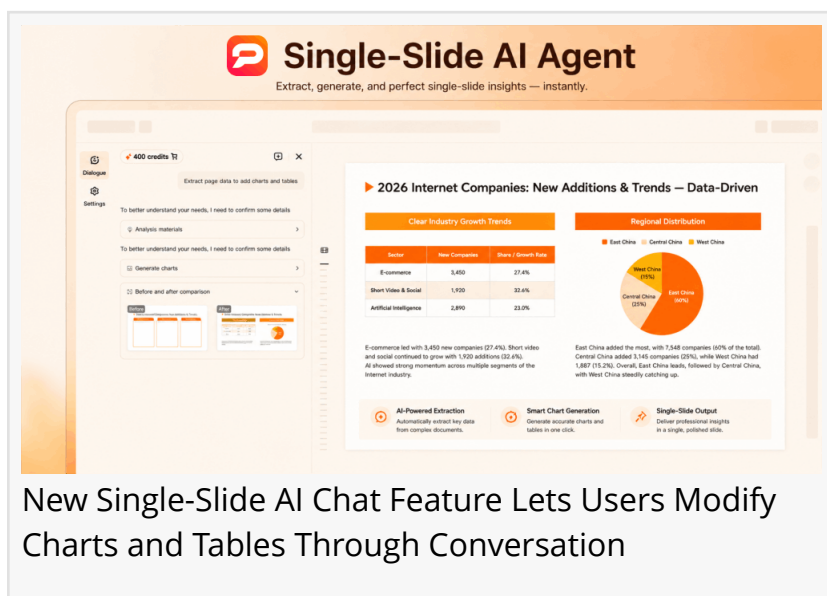 Single-Slide AI Agent
Extract, generate, and perfect single-slide insights — instantly.
400 credits
Dialogue
Settings
Extract page data to add charts and tables
To better understand your needs, I need to confirm some details
Analysis materials
To better understand your needs, I need to confirm some details
Generate charts
Before and after comparison
Before
After
2026 Internet Companies: New Additions & Trends — Data-Driven
Clear Industry Growth Trends
Sector New Companies Share / Growth Rate
E-commerce 3,450 27.4%
Short Video & Social 1,920 32.6%
Artificial Intelligence 2,890 23.0%
E-commerce led with 3,450 new companies (27.4%). Short video
and social continued to grow with 1,920 additions (32.6%).
AI showed strong momentum across multiple segments of the
Internet industry.
Regional Distribution
East China Central China West China
West China
(15%)
Central China
(25%)
East China
(60%)
East China added the most, with 7,548 companies (60% of the total).
Central China added 3,145 companies (25%), while West China had
1,887 (15.2%). Overall, East China leads, followed by Central China,
with West China steadily catching up.
AI-Powered Extraction
Automatically extract key data
from complex documents.
Smart Chart Generation
Generate accurate charts and
tables in one click.
Single-Slide Output
Deliver professional insights
in a single, polished slide.
New Single-Slide AI Chat Feature Lets Users Modify
Charts and Tables Through Conversation